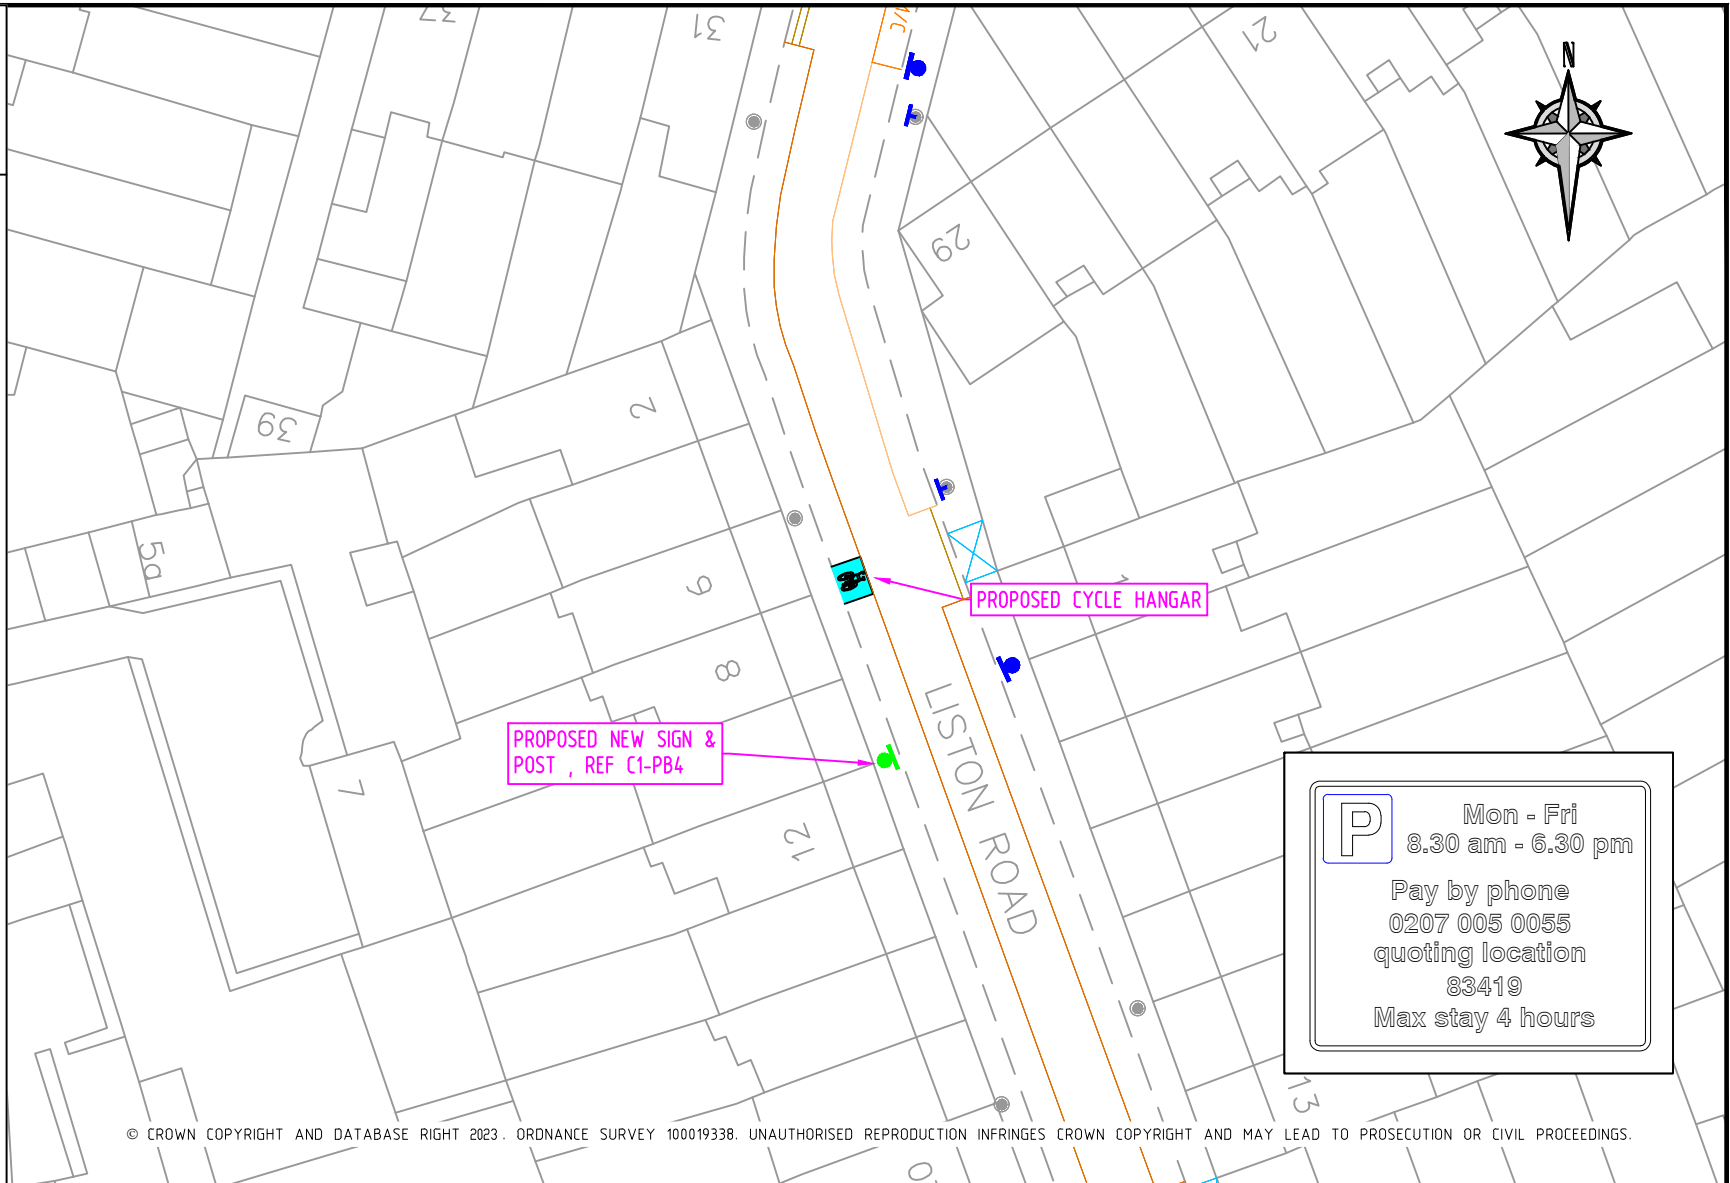 37
31
M/C
21
N
29
2
39
5a
6
1
PROPOSED CYCLE HANGAR
8
LISTON ROAD
PROPOSED NEW SIGN &
POST , REF C1-PB4
7
12
P
Mon - Fri
8.30 am - 6.30 pm
Pay by phone
0207 005 0055
quoting location
83419
Max stay 4 hours
13
© CROWN COPYRIGHT AND DATABASE RIGHT 2023. ORDNANCE SURVEY 100019338. UNAUTHORISED REPRODUCTION INFRINGES CROWN COPYRIGHT AND MAY LEAD TO PROSECUTION OR CIVIL PROCEEDINGS.